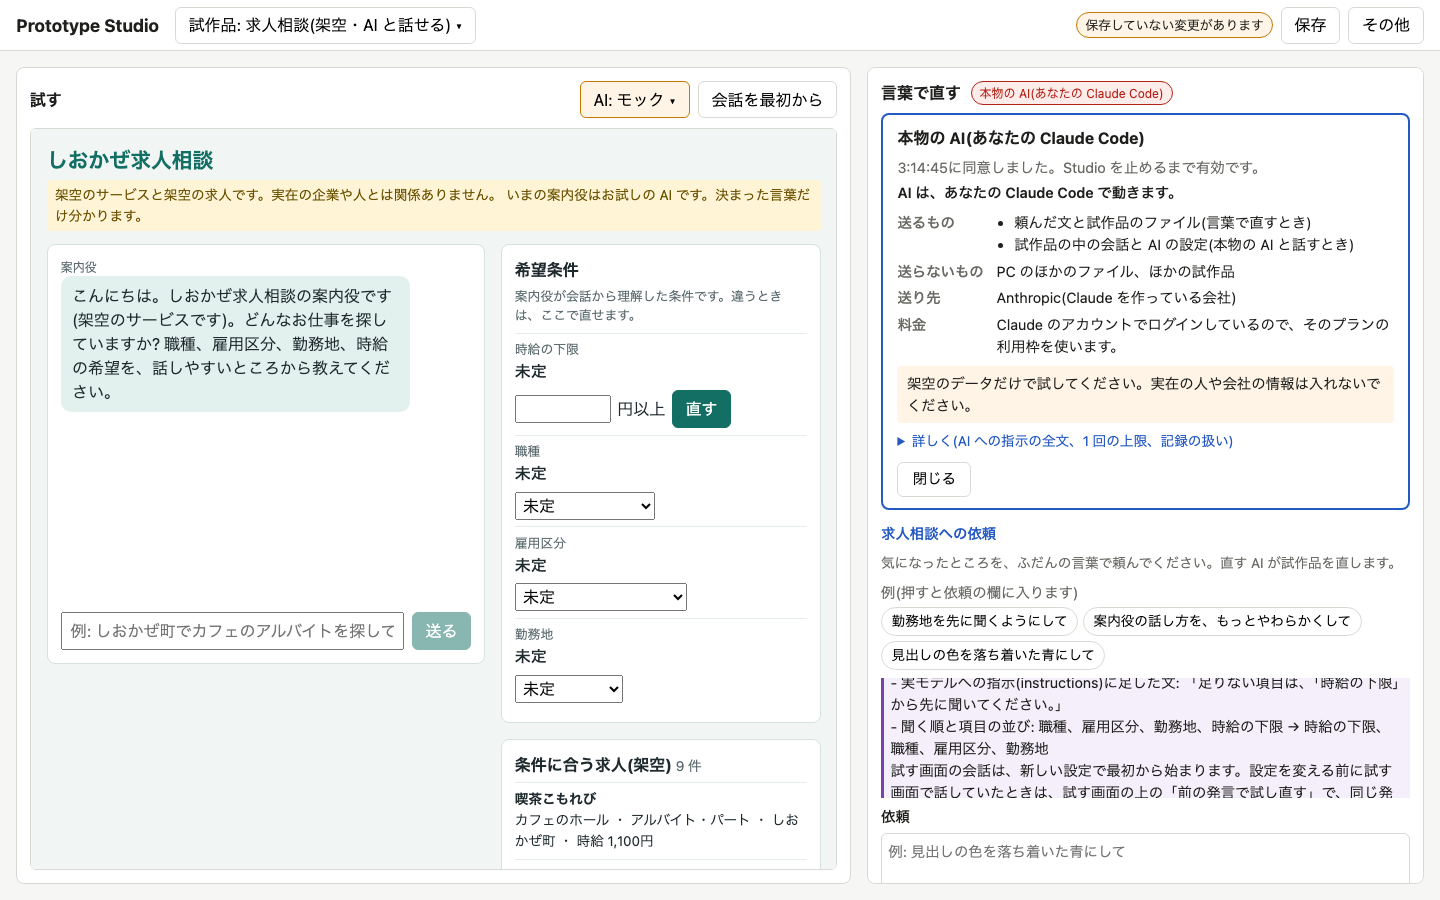 Prototype Studio
試作品: 求人相談(架空・AI と話せる) ▾
保存していない変更があります
保存
その他
試す
AI: モック ▾
会話を最初から
しおかぜ求人相談
架空のサービスと架空の求人です。実在の企業や人とは関係ありません。 いまの案内役はお試しの AI です。決まった言葉だ
け分かります。
案内役
こんにちは。しおかぜ求人相談の案内役です
(架空のサービスです)。どんなお仕事を探し
ていますか? 職種、雇用区分、勤務地、時給
の希望を、話しやすいところから教えてくだ
さい。
例: しおかぜ町でカフェのアルバイトを探して
送る
希望条件
案内役が会話から理解した条件です。違うとき
は、ここで直せます。
時給の下限
未定
円以上
直す
職種
未定
未定
雇用区分
未定
未定
勤務地
未定
未定
条件に合う求人(架空) 9 件
喫茶こもれび
カフェのホール ・ アルバイト・パート ・ しお
かぜ町 ・ 時給 1,100円
言葉で直す
本物の AI(あなたの Claude Code)
本物の AI(あなたの Claude Code)
3:14:45に同意しました。Studio を止めるまで有効です。
AI は、あなたの Claude Code で動きます。
送るもの
• 頼んだ文と試作品のファイル(言葉で直すとき)
• 試作品の中の会話と AI の設定(本物の AI と話すとき)
送らないもの
PC のほかのファイル、ほかの試作品
送り先
Anthropic(Claude を作っている会社)
料金
Claude のアカウントでログインしているので、そのプランの
利用枠を使います。
架空のデータだけで試してください。実在の人や会社の情報は入れないで
ください。
▶ 詳しく(AI への指示の全文、1 回の上限、記録の扱い)
閉じる
求人相談への依頼
気になったところを、ふだんの言葉で頼んでください。直す AI が試作品を直します。
例(押すと依頼の欄に入ります)
勤務地を先に聞くようにして
案内役の話し方を、もっとやわらかくして
見出しの色を落ち着いた青にして
- 実モデルへの指示(instructions)に足した文: 「足りない項目は、「時給の下限」
から先に聞いてください。」
- 聞く順と項目の並び: 職種、雇用区分、勤務地、時給の下限 → 時給の下限、
職種、雇用区分、勤務地
試す画面の会話は、新しい設定で最初から始まります。設定を変える前に試す
画面で話していたときは、試す画面の上の「前の発言で試し直す」で、同じ発
依頼
例: 見出しの色を落ち着いた青にして